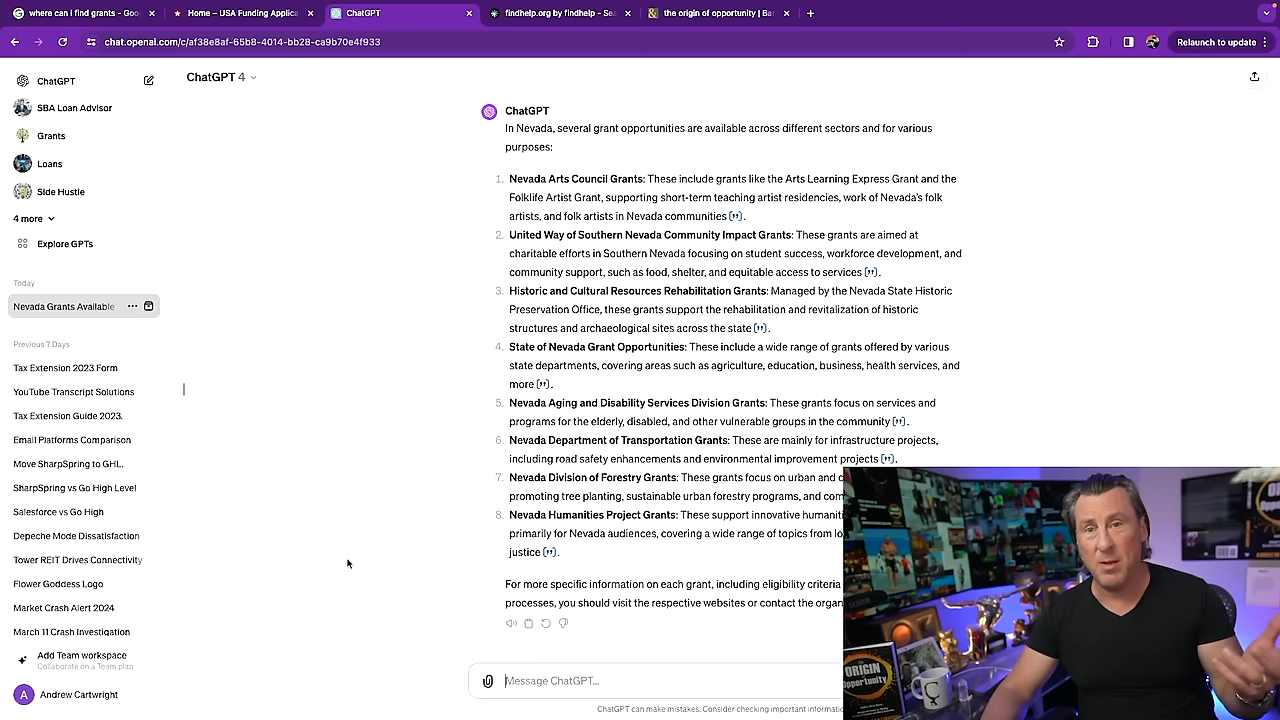 where can i find grants - Goo
Home – USA Funding Applica
ChatGPT
findhelp.org by findhelp - Sea
the origin of opportunity | Ba
chat.openai.com/c/af38e8af-65b8-4014-bb28-ca9b70e4f933
Relaunch to update
ChatGPT
SBA Loan Advisor
Grants
Loans
Side Hustle
4 more
Explore GPTs
Today
Nevada Grants Available
Previous 7 Days
Tax Extension 2023 Form
YouTube Transcript Solutions
Tax Extension Guide 2023.
Email Platforms Comparison
Move SharpSpring to GHL.
SharpSpring vs Go High Level
Salesforce vs Go High
Depeche Mode Dissatisfaction
Tower REIT Drives Connectivity
Flower Goddess Logo
Market Crash Alert 2024
March 11 Crash Investigation
Add Team workspace
Collaborate on a Team plan
A Andrew Cartwright
ChatGPT 4
ChatGPT
In Nevada, several grant opportunities are available across different sectors and for various
purposes:
1. Nevada Arts Council Grants: These include grants like the Arts Learning Express Grant and the
Folklife Artist Grant, supporting short-term teaching artist residencies, work of Nevada's folk
artists, and folk artists in Nevada communities ["].
2. United Way of Southern Nevada Community Impact Grants: These grants are aimed at
charitable efforts in Southern Nevada focusing on student success, workforce development, and
community support, such as food, shelter, and equitable access to services ["].
3. Historic and Cultural Resources Rehabilitation Grants: Managed by the Nevada State Historic
Preservation Office, these grants support the rehabilitation and revitalization of historic
structures and archaeological sites across the state ["].
4. State of Nevada Grant Opportunities: These include a wide range of grants offered by various
state departments, covering areas such as agriculture, education, business, health services, and
more ["].
5. Nevada Aging and Disability Services Division Grants: These grants focus on services and
programs for the elderly, disabled, and other vulnerable groups in the community ["].
6. Nevada Department of Transportation Grants: These are mainly for infrastructure projects,
including road safety enhancements and environmental improvement projects ["].
7. Nevada Division of Forestry Grants: These grants focus on urban and c
promoting tree planting, sustainable urban forestry programs, and com
8. Nevada Humanities Project Grants: These support innovative humaniti
primarily for Nevada audiences, covering a wide range of topics from lo
justice ["].
For more specific information on each grant, including eligibility criteria
processes, you should visit the respective websites or contact the organ
Message ChatGPT...
ChatGPT can make mistakes. Consider checking important informatio
ORIGIN
Opportunity